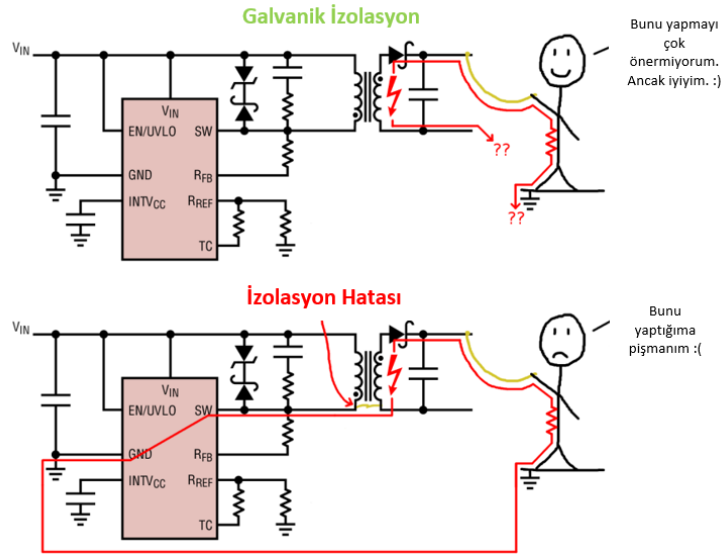 Galvanik İzolasyon
Bunu yapmayı
çok
önermiyorum.
Ancak iyiyim. :)
VIN
VIN
EN/UVLO
SW
??
GND
RFB
INTVCC
RREF
??
TC
İzolasyon Hatası
Bunu
yaptığıma
pişmanım :(
VIN
VIN
EN/UVLO
SW
GND
RFB
INTVCC
RREF
TC